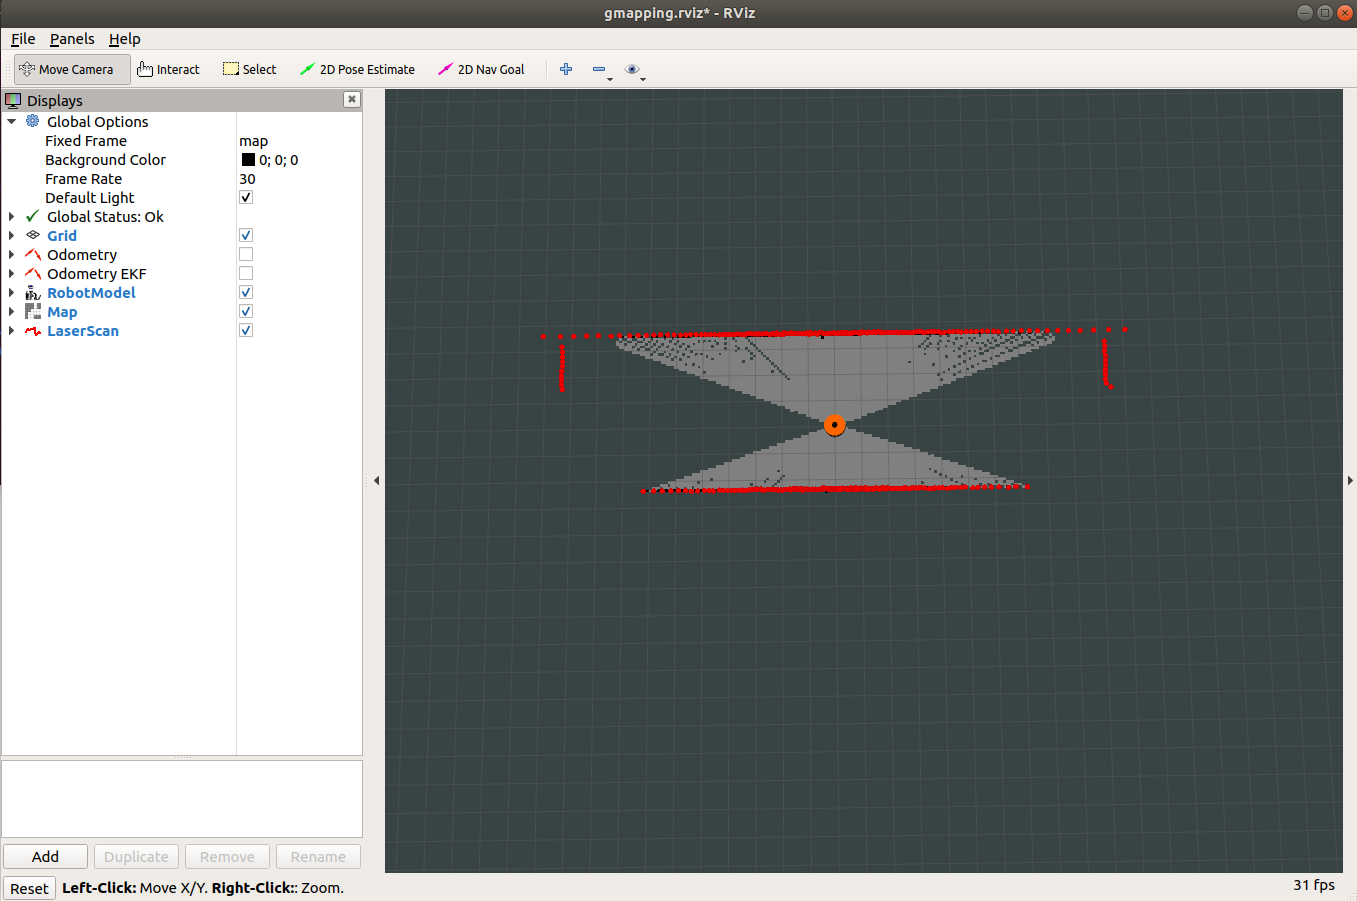 gmapping.rviz* - RViz
File Panels Help
Move Camera Interact Select 2D Pose Estimate 2D Nav Goal
Displays
Global Options
Fixed Frame map
Background Color 0; 0; 0
Frame Rate 30
Default Light
Global Status: Ok
Grid
Odometry
Odometry EKF
RobotModel
Map
LaserScan
Add Duplicate Remove Rename
Reset Left-Click: Move X/Y. Right-Click:: Zoom. 31 fps